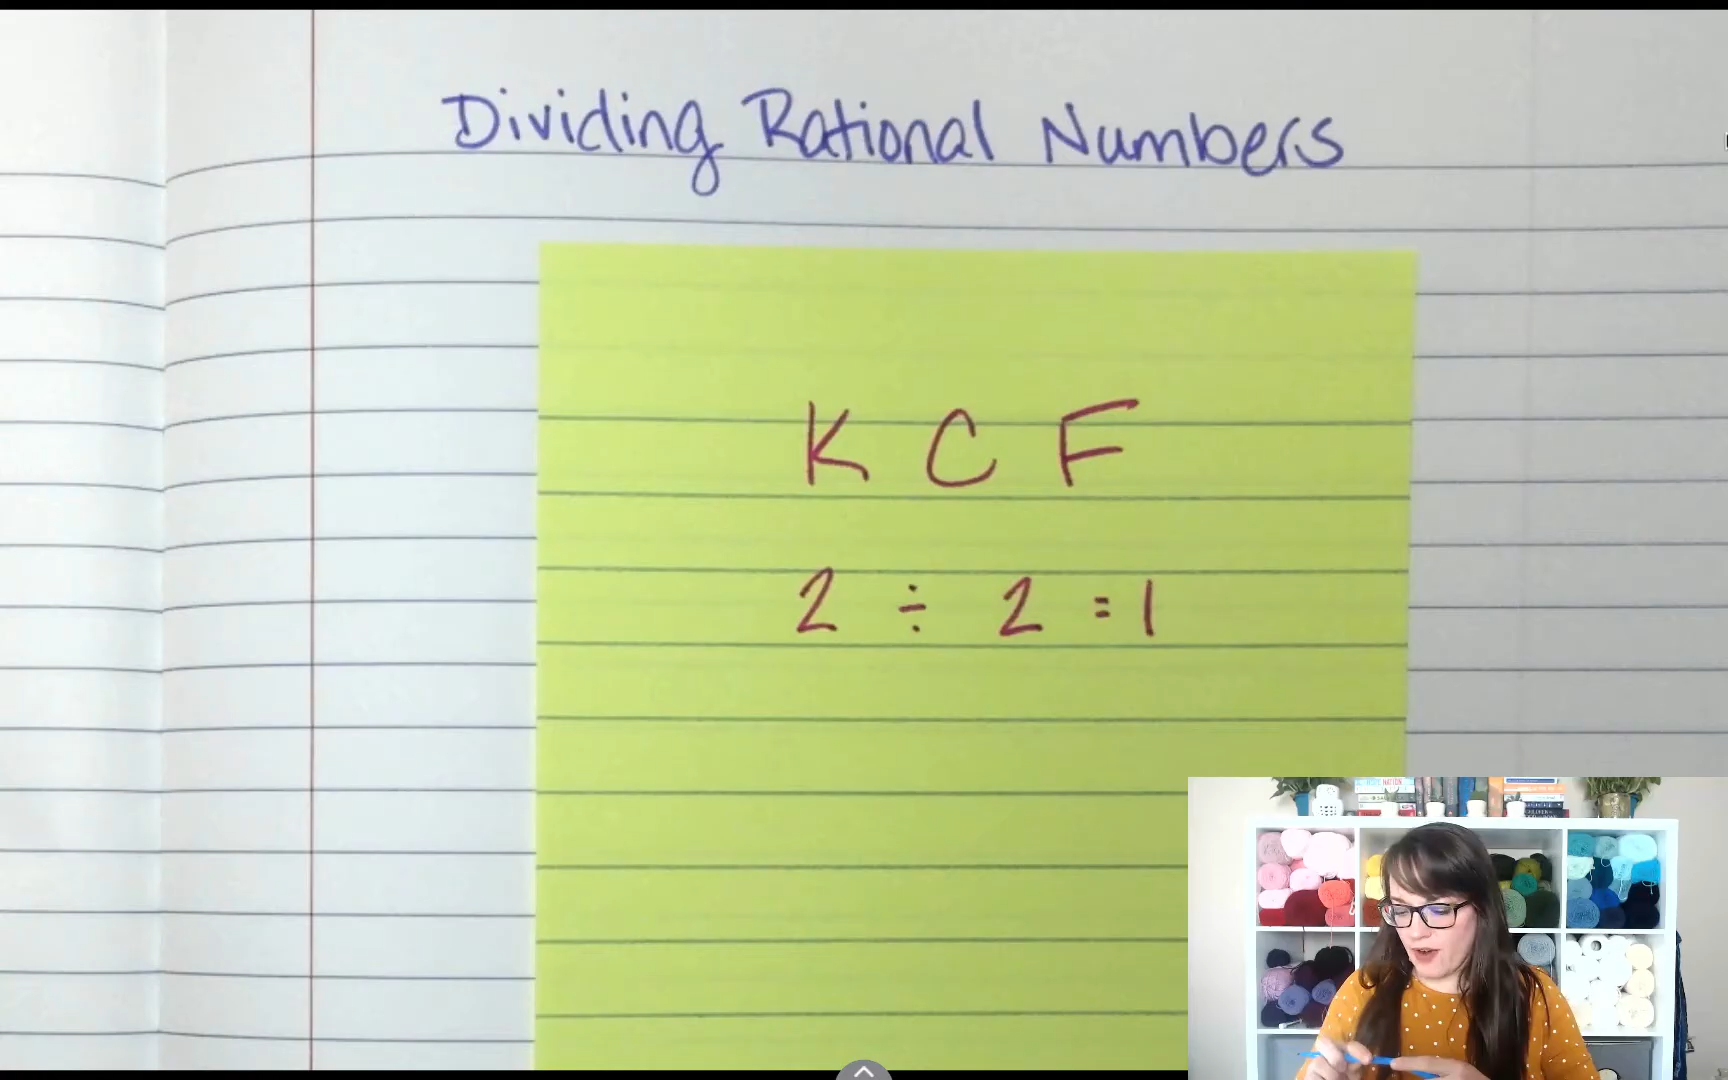 Dividing Rational Numbers
K C F
2 ÷ 2 = 1